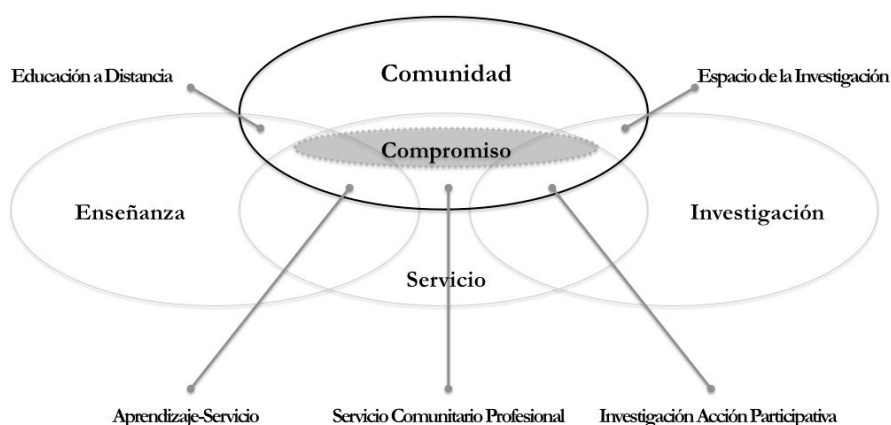 Comunidad
Educación a Distancia
Espacio de la Investigación
Compromiso
Enseñanza
Investigación
Servicio
Aprendizaje-Servicio
Servicio Comunitario Profesional
Investigación Acción Participativa